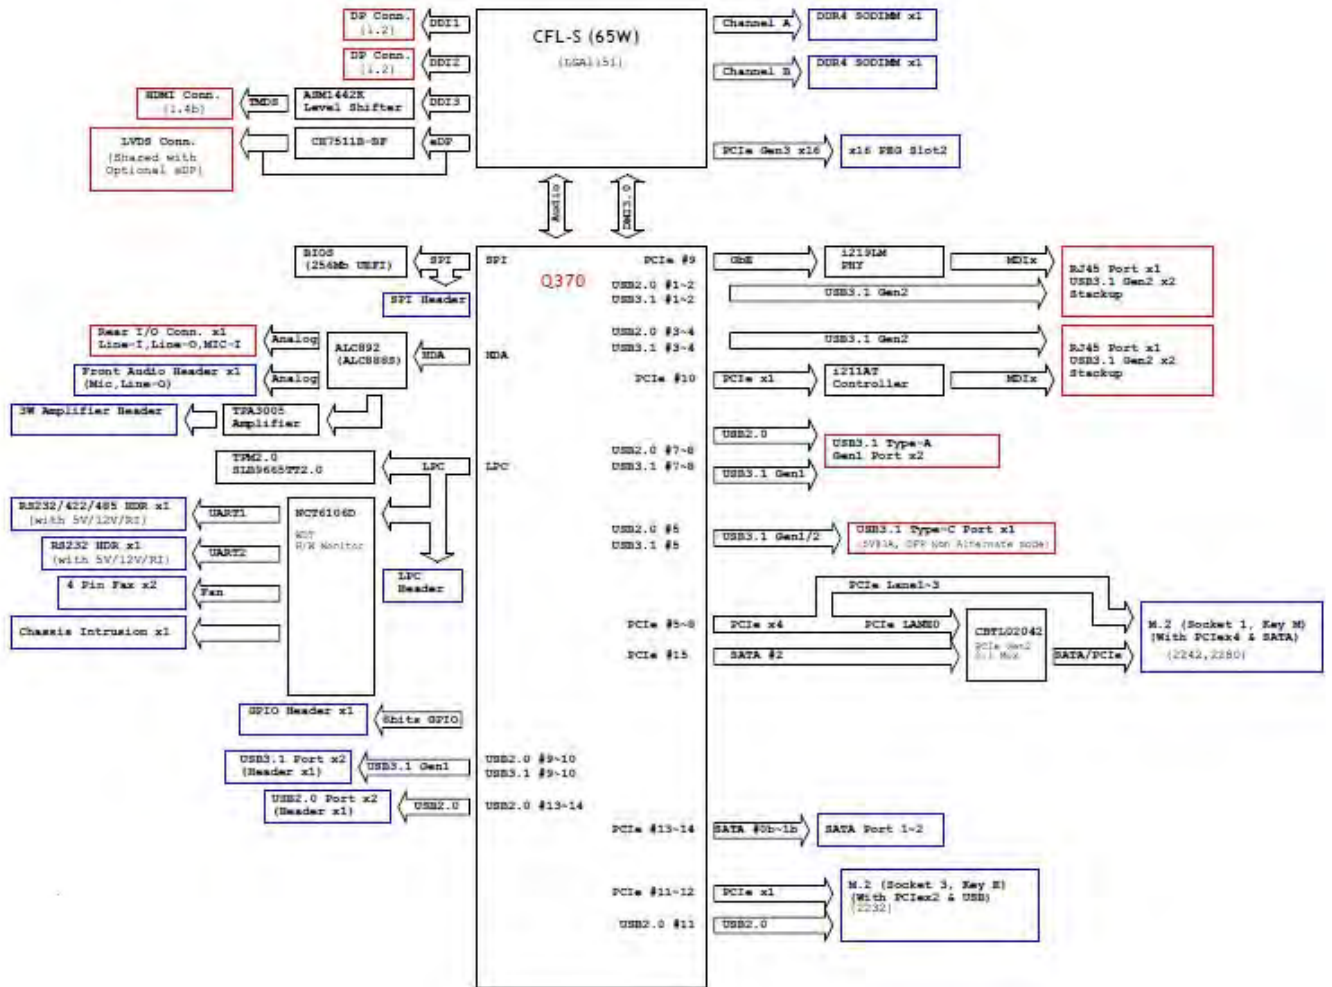 DP Conn.
(1.2)
DDI1
CFL-S (65W)
(LGA1151)
Channel A
DDR4 SODIMM x1
DP Conn.
(1.2)
DDI2
Channel B
DDR4 SODIMM x1
HDMI Conn.
(1.4b)
TMDS
ASM1442K
Level Shifter
DDI3
LVDS Conn.
(Shared with
Optional eDP)
CH7511B-BF
eDP
PCIe Gen3 x16
x16 PEG Slot2
Audio
DMI3.0
BIOS
(256Mb UEFI)
SPI
SPI
Q370
PCIe #9
GbE
i219LM
PHY
MDIx
RJ45 Port x1
USB3.1 Gen2 x2
Stackup
SPI Header
USB2.0 #1~2
USB3.1 #1~2
USB3.1 Gen2
Rear I/O Conn. x1
Line-I,Line-O,MIC-I
Analog
ALC892
(ALC888S)
HDA
HDA
USB2.0 #3~4
USB3.1 #3~4
USB3.1 Gen2
RJ45 Port x1
USB3.1 Gen2 x2
Stackup
Front Audio Header x1
(Mic,Line-O)
Analog
PCIe #10
PCIe x1
i211AT
Controller
MDIx
3W Amplifier Header
TPA3005
Amplifier
USB2.0
USB2.0 #7~8
USB3.1 #7~8
USB3.1 Gen1
USB3.1 Type-A
Gen1 Port x2
TPM2.0
SLB9665TT2.0
LPC
LPC
RS232/422/485 HDR x1
(with 5V/12V/RI)
UART1
NCT6106D
WDT
H/W Monitor
RS232 HDR x1
(with 5V/12V/RI)
UART2
USB2.0 #5
USB3.1 #5
USB3.1 Gen1/2
USB3.1 Type-C Port x1
(5V@3A, DFP Non Alternate mode)
4 Pin Fax x2
Fan
LPC
Header
Chassis Intrusion x1
PCIe Lane1~3
PCIe #5~8
PCIe x4
PCIe LANE0
CBTL02042
PCIe Gen2
2:1 Mux
SATA/PCIe
M.2 (Socket 1, Key M)
(With PCIex4 & SATA)
(2242,2280)
PCIe #15
SATA #2
GPIO Header x1
8bits GPIO
USB3.1 Port x2
(Header x1)
USB3.1 Gen1
USB2.0 #9~10
USB3.1 #9~10
USB2.0 Port x2
(Header x1)
USB2.0
USB2.0 #13~14
PCIe #13~14
SATA #0b~1b
SATA Port 1~2
PCIe #11~12
PCIe x1
M.2 (Socket 3, Key E)
(With PCIex2 & USB)
(2232)
USB2.0 #11
USB2.0